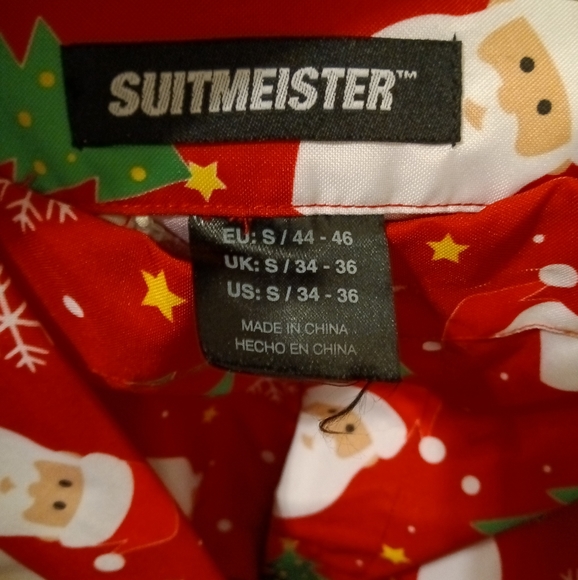 SUITMEISTER™
EU: S / 44 - 46
UK: S / 34 - 36
US: S / 34 - 36
MADE IN CHINA
HECHO EN CHINA